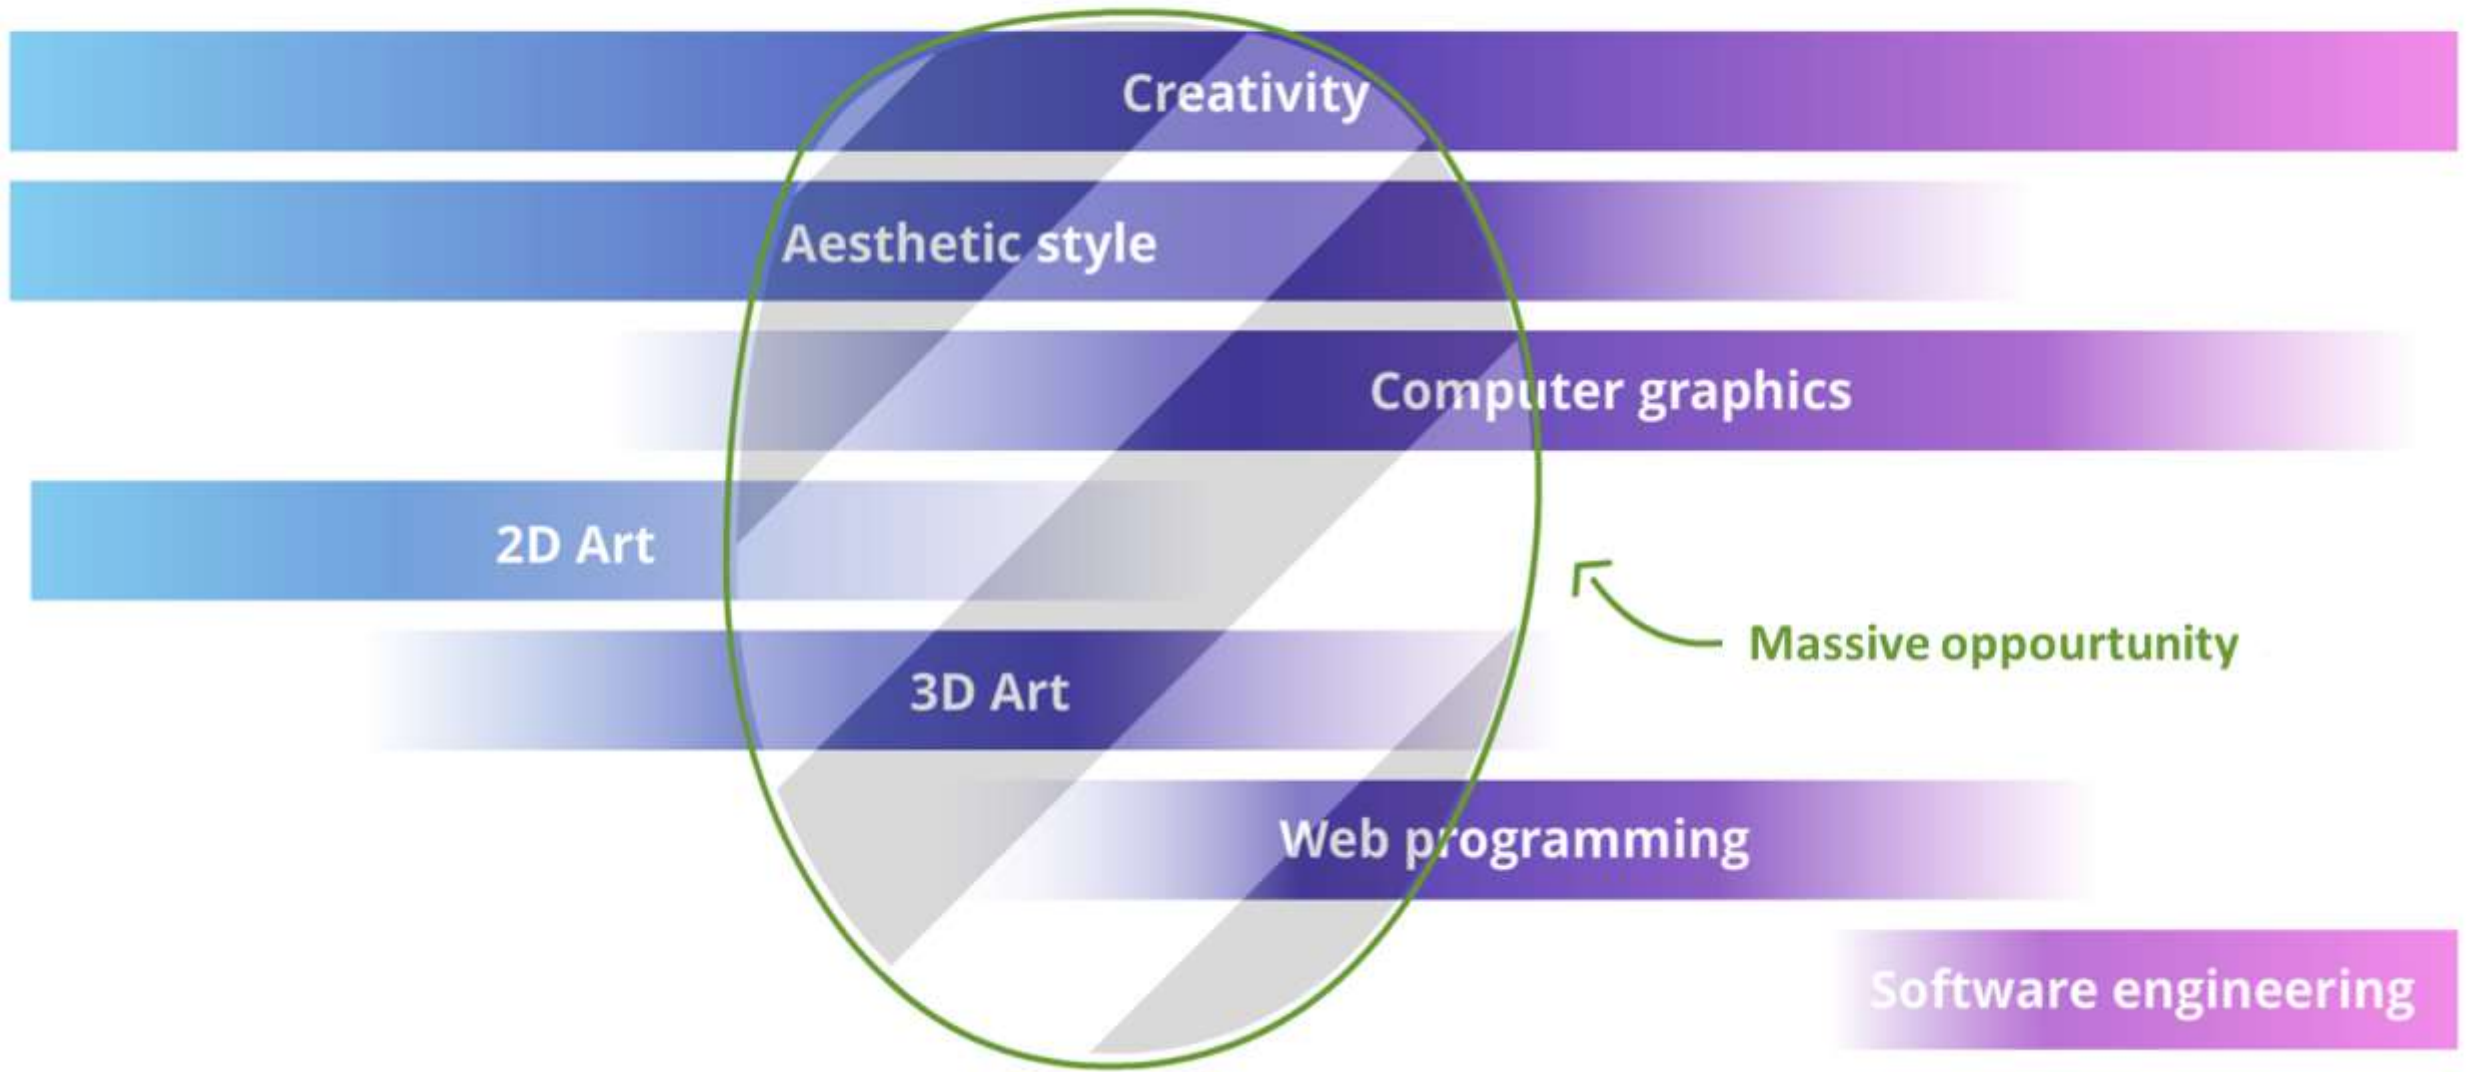 Creativity
Aesthetic style
Computer graphics
2D Art
Massive oppourtunity
3D Art
Web programming
Software engineering